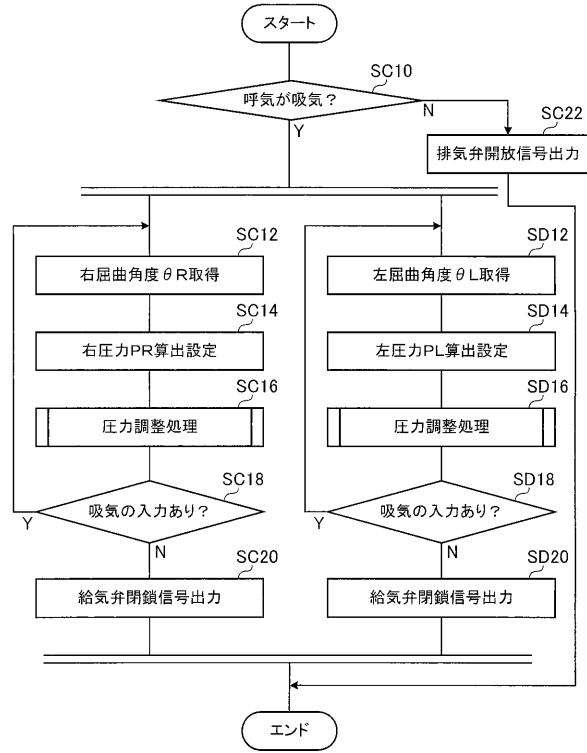 スタート
SC10
呼気が吸気？
N
Y
SC22
排気弁開放信号出力
SC12
右屈曲角度θR取得
SC14
右圧力PR算出設定
SC16
圧力調整処理
SC18
吸気の入力あり？
Y
N
SC20
給気弁閉鎖信号出力
SD12
左屈曲角度θL取得
SD14
左圧力PL算出設定
SD16
圧力調整処理
SD18
吸気の入力あり？
Y
N
SD20
給気弁閉鎖信号出力
エンド